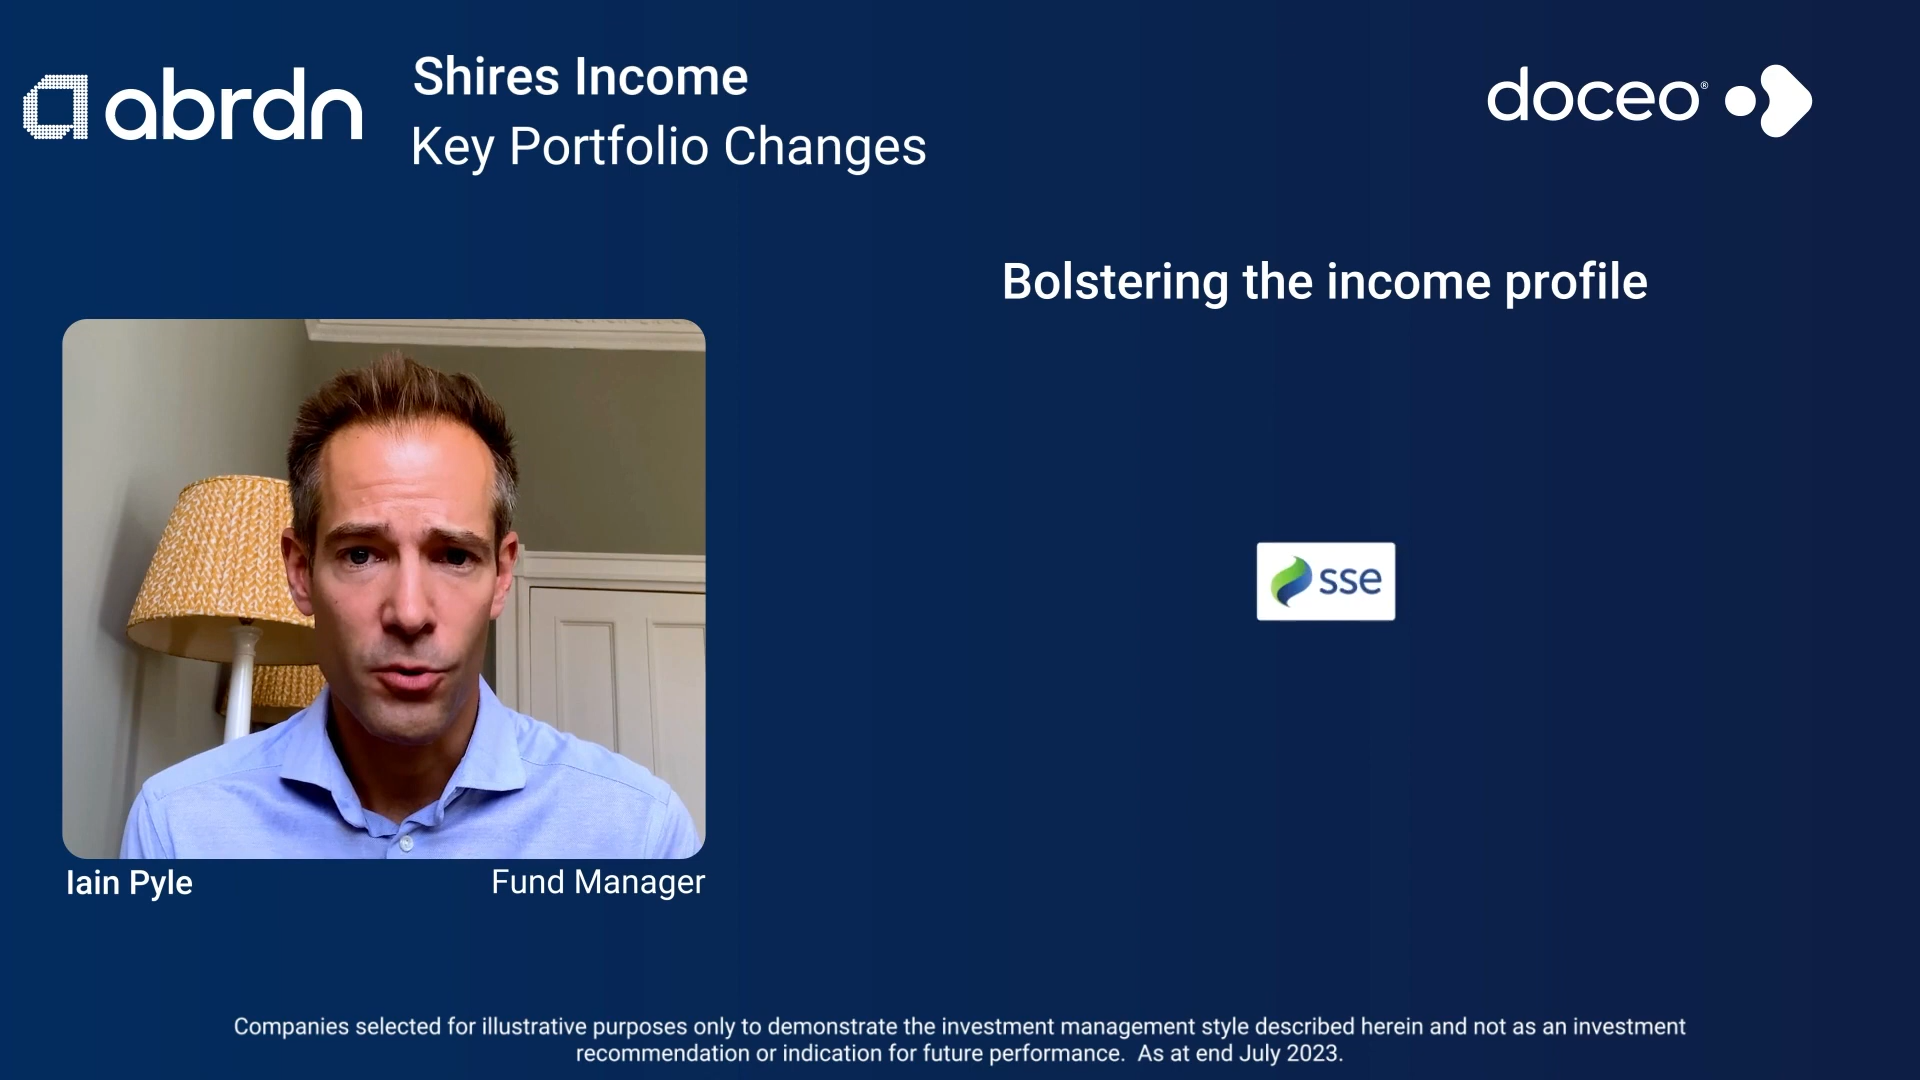 abrdn
Shires Income
Key Portfolio Changes
doceo®
Bolstering the income profile
sse
Iain Pyle
Fund Manager
Companies selected for illustrative purposes only to demonstrate the investment management style described herein and not as an investment
recommendation or indication for future performance.  As at end July 2023.